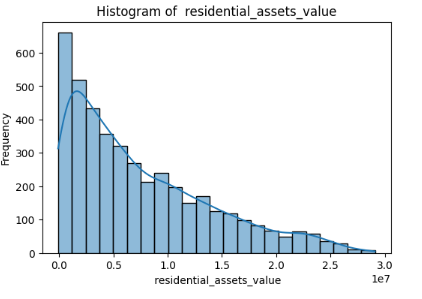 Histogram of  residential_assets_value
600
500
400
300
200
100
0
Frequency
0.0 0.5 1.0 1.5 2.0 2.5 3.0
1e7
residential_assets_value